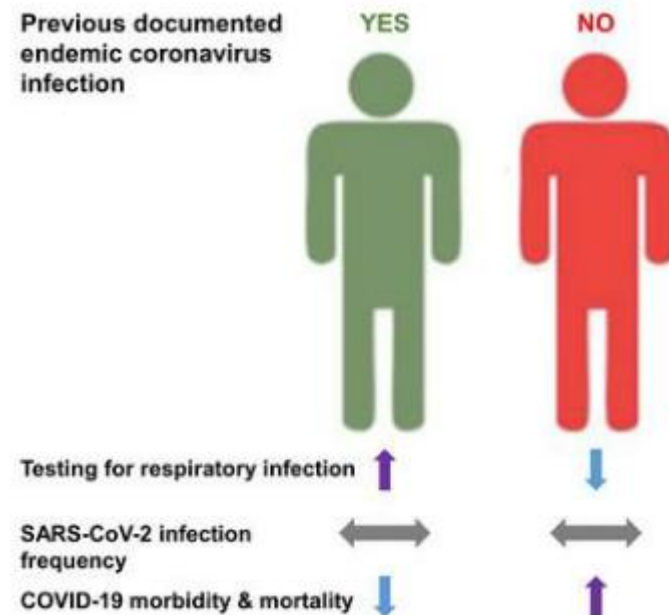 Previous documented YES NO
endemic coronavirus
infection
Testing for respiratory infection
SARS-CoV-2 infection
frequency
COVID-19 morbidity & mortality